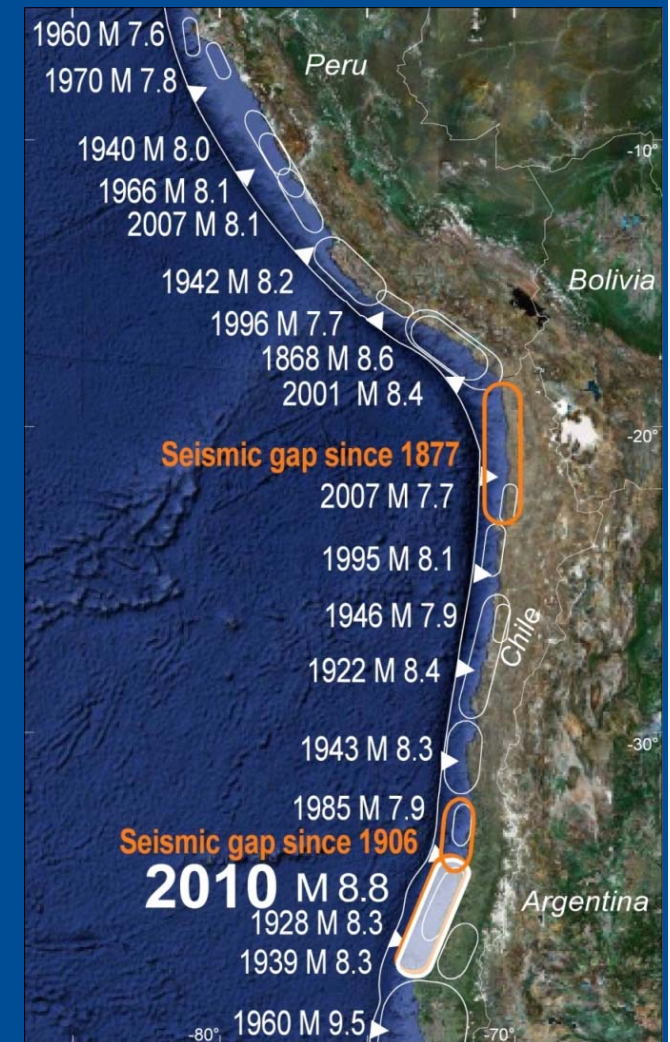 1960 M 7.6
Peru
1970 M 7.8
1940 M 8.0
-10°
1966 M 8.1
2007 M 8.1
1942 M 8.2
Bolivia
1996 M 7.7
1868 M 8.6
2001 M 8.4
-20°
Seismic gap since 1877
2007 M 7.7
1995 M 8.1
1946 M 7.9
Chile
1922 M 8.4
1943 M 8.3
-30°
1985 M 7.9
Seismic gap since 1906
2010 M 8.8
Argentina
1928 M 8.3
1939 M 8.3
1960 M 9.5
-80°
-70°